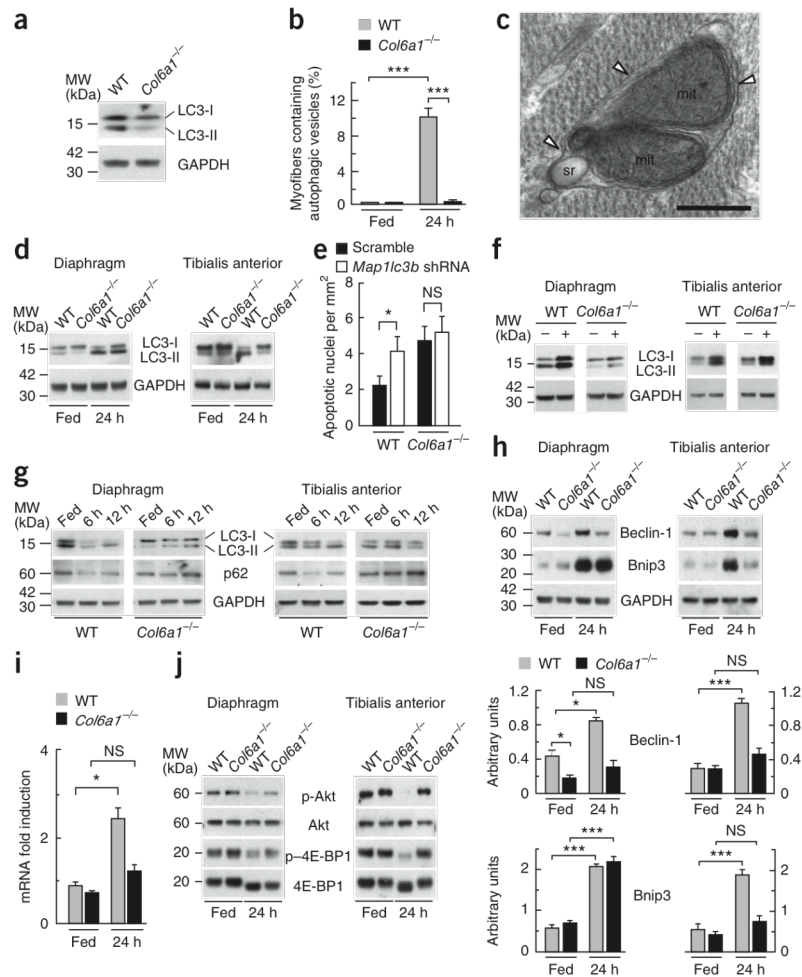 a
MW
(kDa)
WT
Col6a1–/–
15
42
30
LC3-I
LC3-II
GAPDH
b
WT
Col6a1–/–
Myofibers containing
autophagic vesicles (%)
12
8
4
0
***
***
Fed
24 h
c
mit
mit
sr
d
Diaphragm
Tibialis anterior
MW
(kDa)
WT
Col6a1–/–
WT
Col6a1–/–
WT
Col6a1–/–
WT
Col6a1–/–
15
42
30
LC3-I
LC3-II
GAPDH
Fed
24 h
Fed
24 h
e
Scramble
Map1lc3b shRNA
Apoptotic nuclei per mm2
8
6
4
2
0
*
NS
WT
Col6a1–/–
f
Diaphragm
Tibialis anterior
WT
Col6a1–/–
WT
Col6a1–/–
MW
(kDa)
– + – +
– + – +
15
42
30
LC3-I
LC3-II
GAPDH
g
Diaphragm
Tibialis anterior
MW
(kDa)
Fed 6 h 12 h
Fed 6 h 12 h
Fed 6 h 12 h
Fed 6 h 12 h
15
60
42
30
LC3-I
LC3-II
p62
GAPDH
WT
Col6a1–/–
WT
Col6a1–/–
h
Diaphragm
Tibialis anterior
MW
(kDa)
WT
Col6a1–/–
WT
Col6a1–/–
WT
Col6a1–/–
WT
Col6a1–/–
60
30
20
42
30
Beclin-1
Bnip3
GAPDH
Fed
24 h
Fed
24 h
WT
Col6a1–/–
Arbitrary units
1.2
0.8
0.4
0
*
*
NS
Fed
24 h
Beclin-1
***
NS
1.2
0.8
0.4
0
Fed
24 h
Arbitrary units
2
1
0
***
***
Fed
24 h
Bnip3
***
NS
2
1
0
Fed
24 h
i
WT
Col6a1–/–
mRNA fold induction
4
2
0
*
NS
Fed
24 h
j
Diaphragm
Tibialis anterior
MW
(kDa)
WT
Col6a1–/–
WT
Col6a1–/–
WT
Col6a1–/–
WT
Col6a1–/–
60
60
20
20
p-Akt
Akt
p–4E-BP1
4E-BP1
Fed
24 h
Fed
24 h